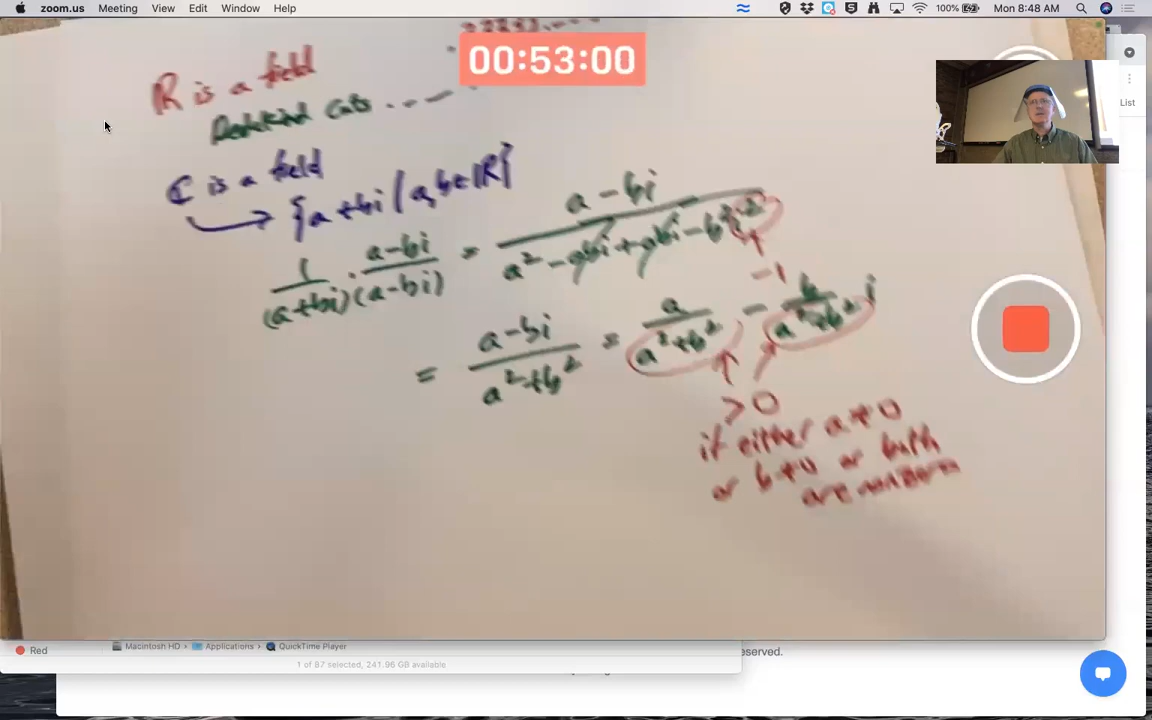 zoom.us Meeting View Edit Window Help 100% Mon 8:48 AM
00:53:00
R is a field
Dedekind cuts ....
List
ℂ is a field
→ {a+bi | a,b∈ℝ}
1/(a+bi) · (a-bi)/(a-bi) = (a-bi)/(a²-abi+abi-b²i²)
-1
= (a-bi)/(a²+b²) = a/(a²+b²) - b/(a²+b²) i
> 0
if either a≠0
or b≠0 or both
are nonzero
Red
Macintosh HD › Applications › QuickTime Player
1 of 87 selected, 241.96 GB available
served.